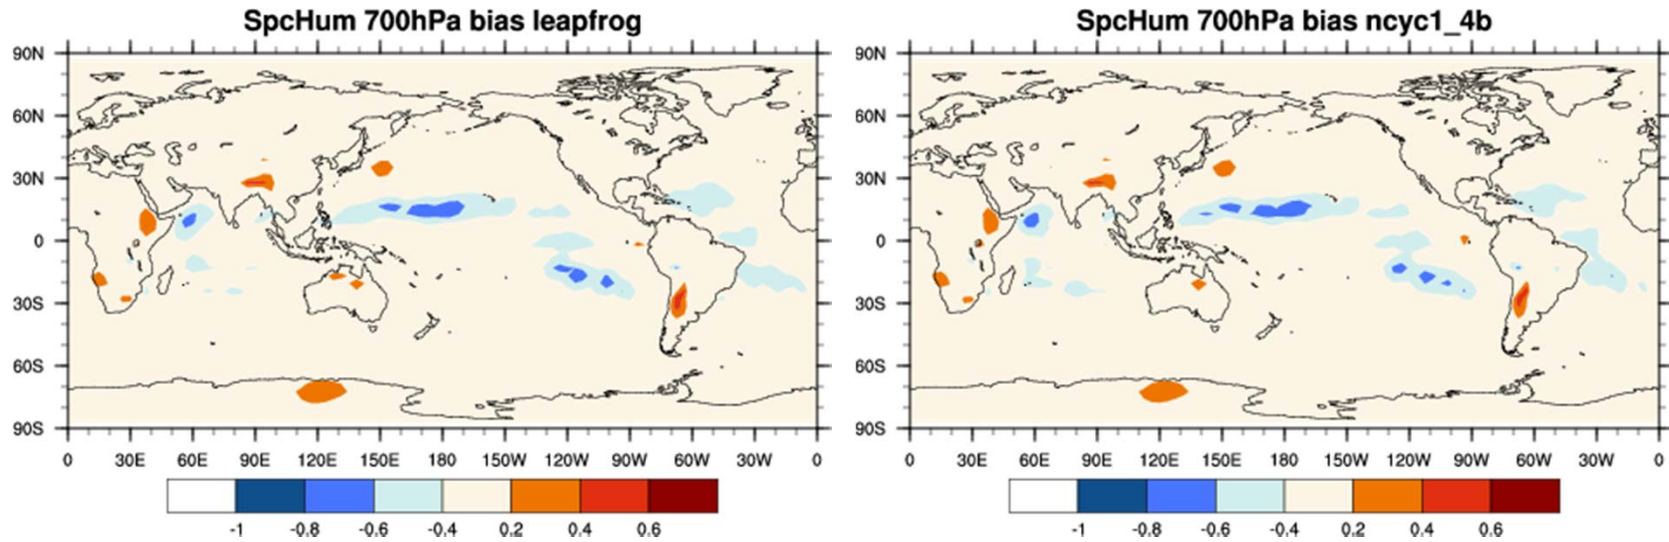 SpcHum 700hPa bias leapfrog
90N
60N
30N
0
30S
60S
90S
0 30E 60E 90E 120E 150E 180 150W 120W 90W 60W 30W 0
-1 -0.8 -0.6 -0.4 0.2 0.4 0.6
SpcHum 700hPa bias ncyc1_4b
90N
60N
30N
0
30S
60S
90S
0 30E 60E 90E 120E 150E 180 150W 120W 90W 60W 30W 0
-1 -0.8 -0.6 -0.4 0.2 0.4 0.6